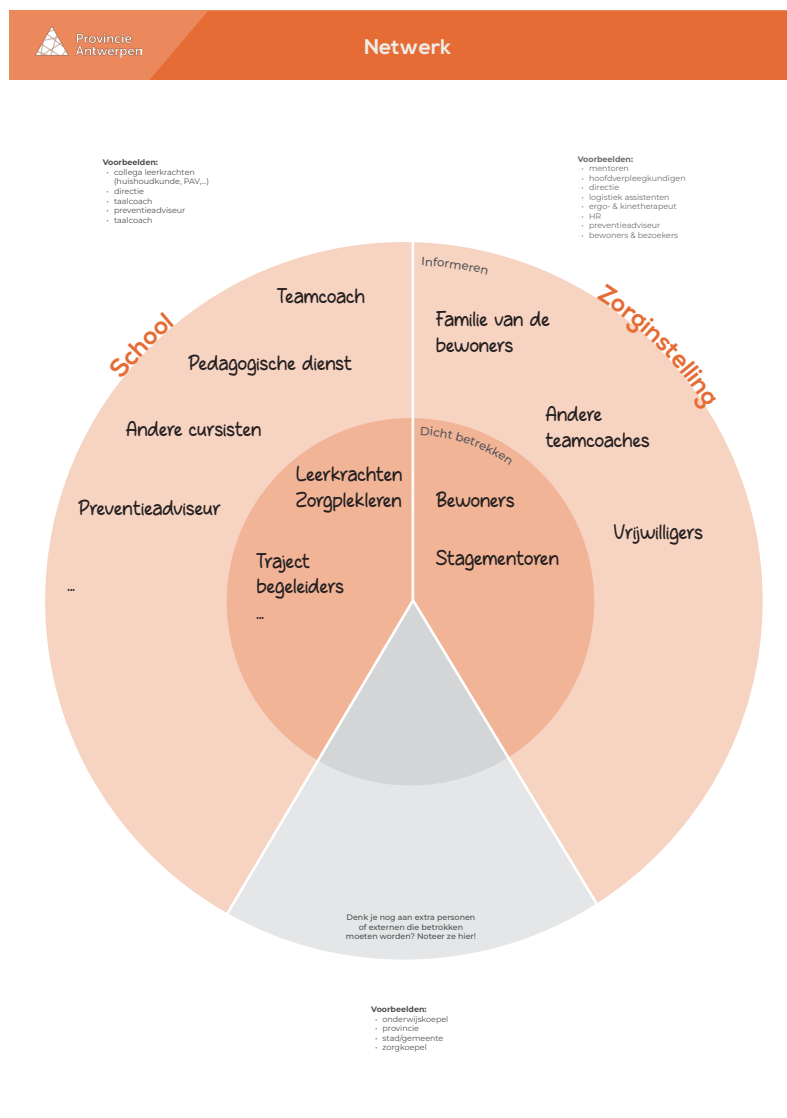 Provincie
Antwerpen
Netwerk
Voorbeelden:
· collega leerkrachten
(huishoudkunde, PAV,...)
· directie
· taalcoach
· preventieadviseur
· taalcoach
Voorbeelden:
· mentoren
· hoofdverpleegkundigen
· directie
· logistiek assistenten
· ergo- & kinetherapeut
· HR
· preventieadviseur
· bewoners & bezoekers
School
Teamcoach
Pedagogische dienst
Andere cursisten
Preventieadviseur
...
Leerkrachten
Zorgplekleren
Traject
begeleiders
...
Zorginstelling
Informeren
Familie van de
bewoners
Andere
teamcoaches
Vrijwilligers
Dicht betrekken
Bewoners
Stagementoren
Denk je nog aan extra personen
of externen die betrokken
moeten worden? Noteer ze hier!
Voorbeelden:
· onderwijskoepel
· provincie
· stad/gemeente
· zorgkoepel